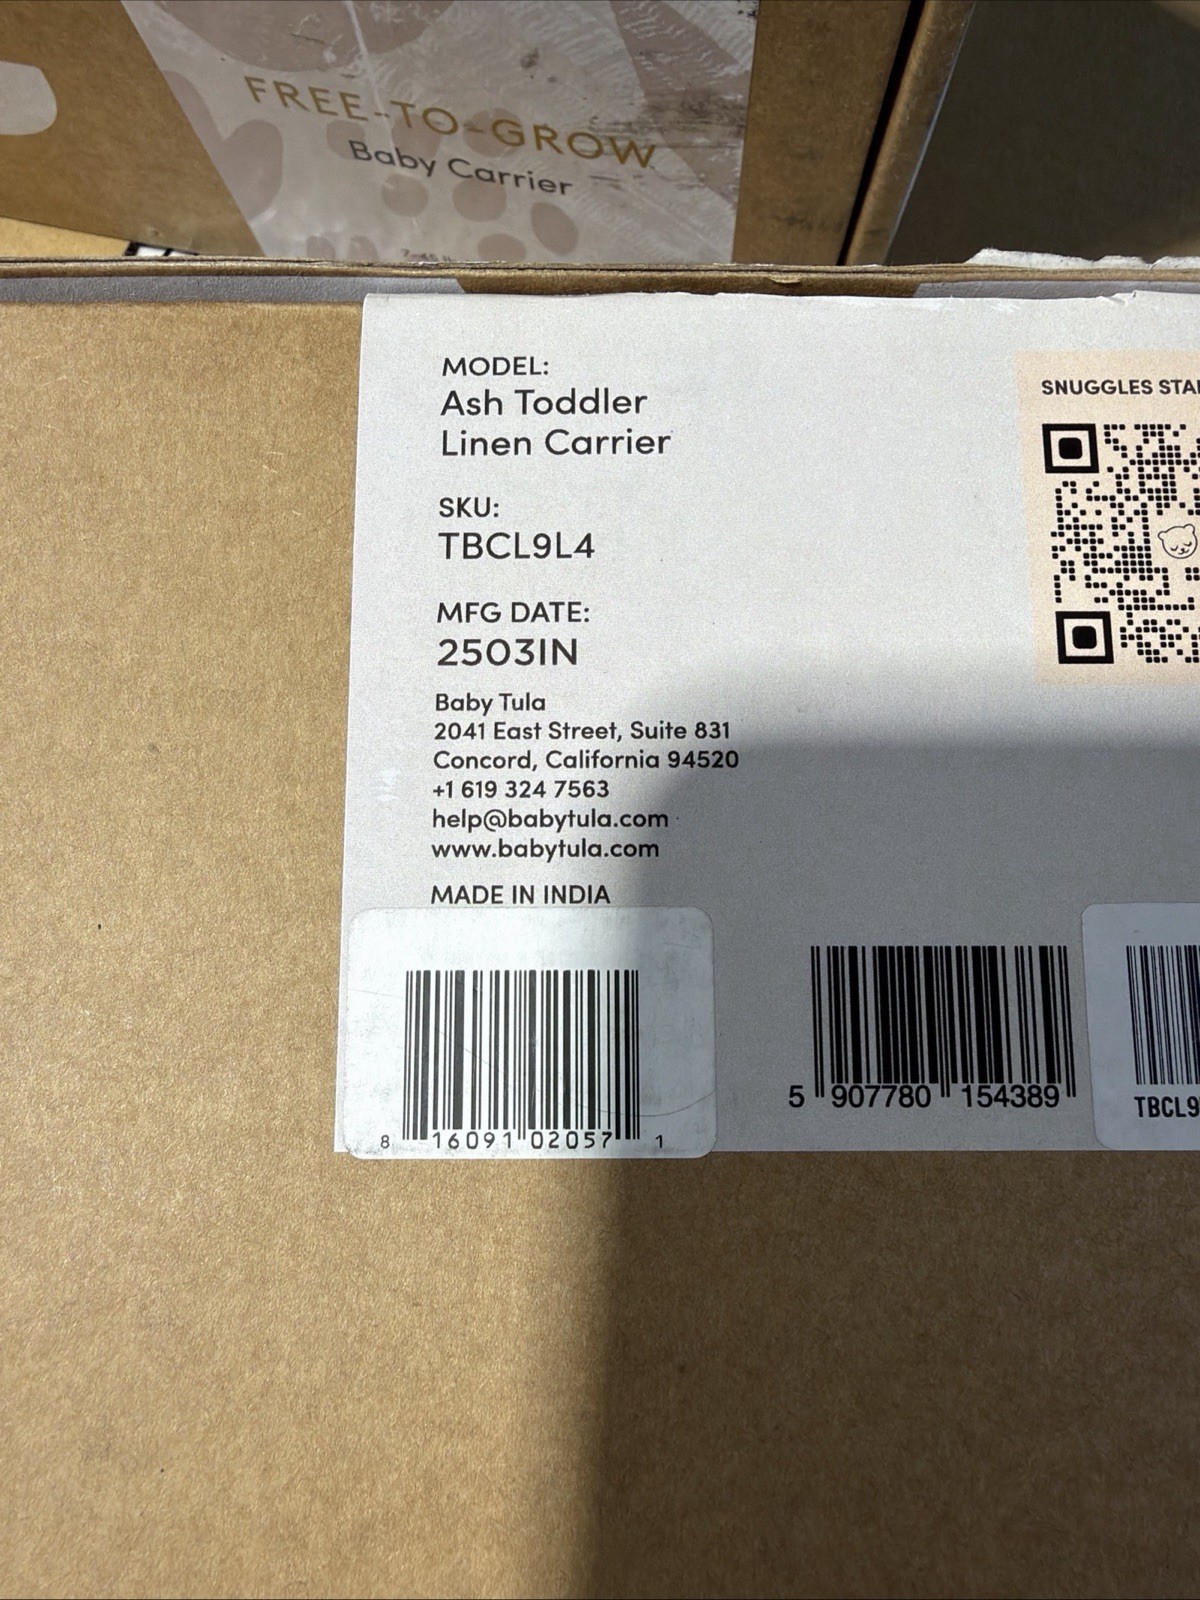 FREE-TO-GROW
Baby Carrier
MODEL:
Ash Toddler
Linen Carrier
SKU:
TBCL9L4
MFG DATE:
2503IN
Baby Tula
2041 East Street, Suite 831
Concord, California 94520
+1 619 324 7563
help@babytula.com
www.babytula.com
MADE IN INDIA
SNUGGLES
8 16091 02057 1
5 907780 154389
TBCL9